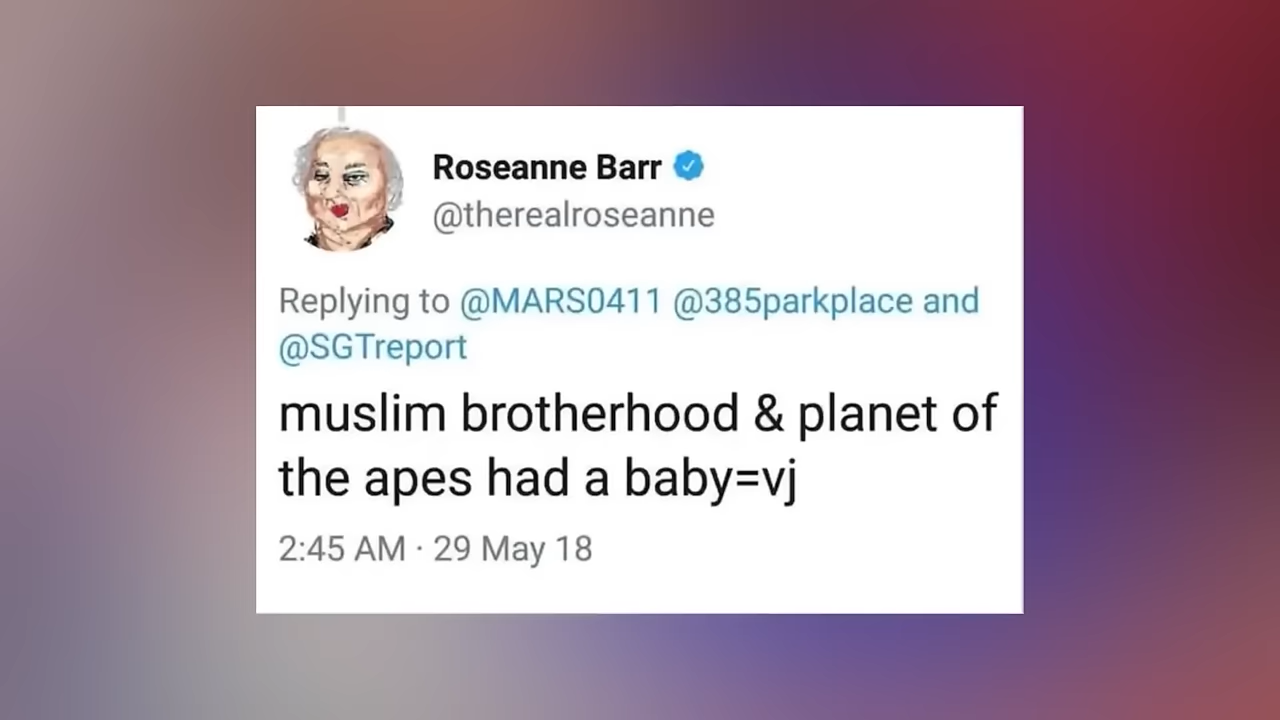 Roseanne Barr
@therealroseanne
Replying to @MARS0411 @385parkplace and
@SGTreport
muslim brotherhood & planet of
the apes had a baby=vj
2:45 AM · 29 May 18